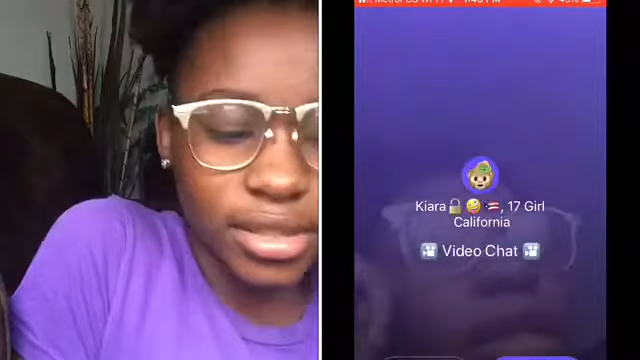 Kiara🔒🤪🇵🇷, 17 Girl
California
🎦 Video Chat 🎦